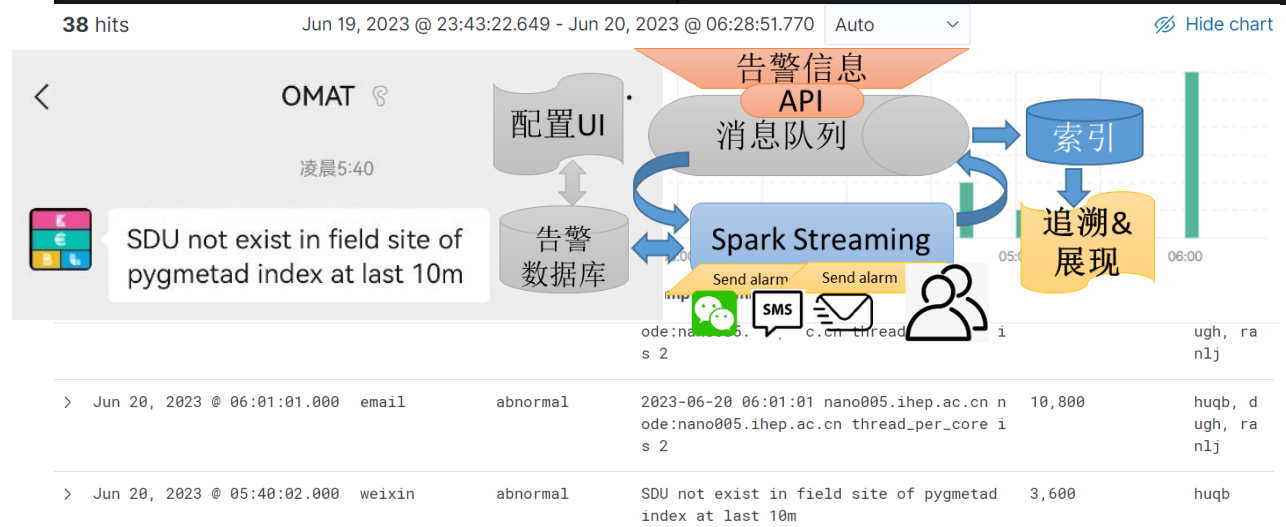 38 hits
Jun 19, 2023 @ 23:43:22.649 - Jun 20, 2023 @ 06:28:51.770
Auto
Hide chart
OMAT
凌晨5:40
K
e
B L
SDU not exist in field site of
pygmetad index at last 10m
告警信息
API
消息队列
配置UI
索引
告警
数据库
Spark Streaming
追溯&
展现
06:00
Send alarm
Send alarm
SMS
c.cn thread
i
s 2
ugh, ra
nlj
Jun 20, 2023 @ 06:01:01.000
email
abnormal
2023-06-20 06:01:01 nano005.ihep.ac.cn n
ode:nano005.ihep.ac.cn thread_per_core i
s 2
10,800
huqb, d
ugh, ra
nlj
Jun 20, 2023 @ 05:40:02.000
weixin
abnormal
SDU not exist in field site of pygmetad
index at last 10m
3,600
huqb